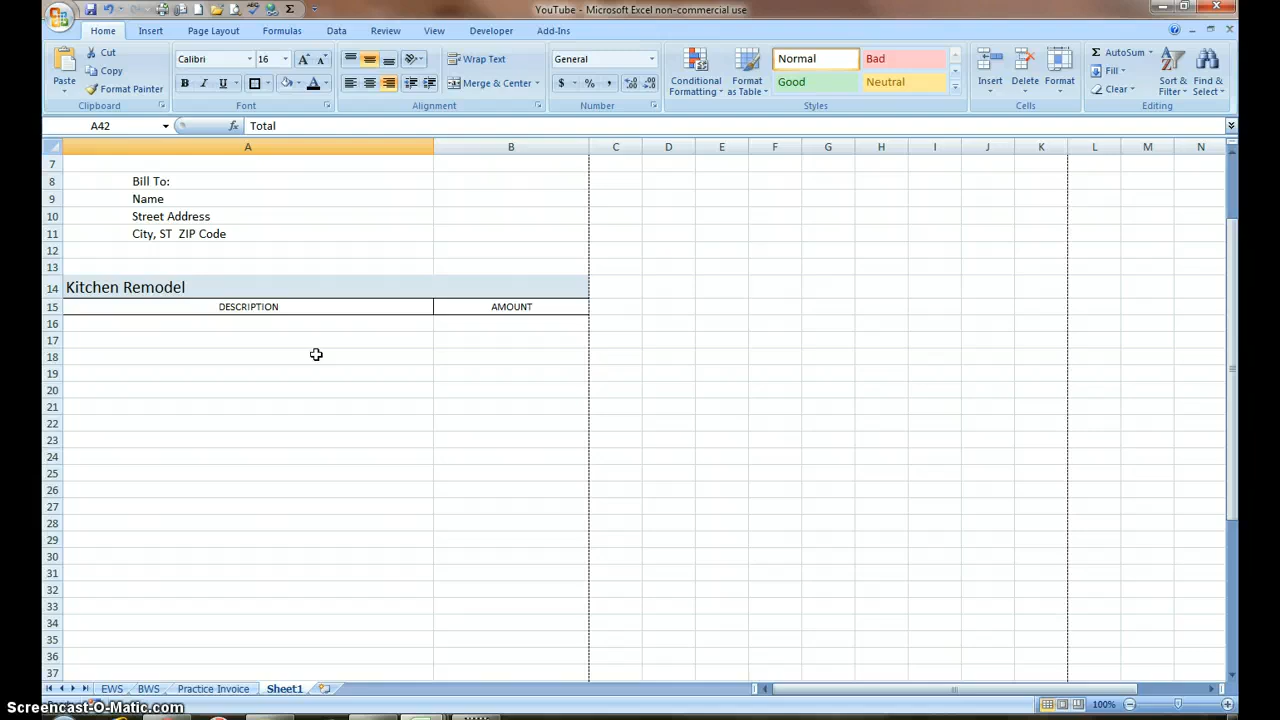 YouTube - Microsoft Excel non-commercial use
Home Insert Page Layout Formulas Data Review View Developer Add-Ins
Paste
Cut
Copy
Format Painter
Clipboard
Calibri 16
B I U
Font
Wrap Text
Merge & Center
Alignment
General
$ % ,
Number
Conditional Formatting
Format as Table
Normal Bad
Good Neutral
Styles
Insert Delete Format
Cells
AutoSum
Fill
Clear
Sort & Filter
Find & Select
Editing
A42 fx Total
A B C D E F G H I J K L M N
7
8 Bill To:
9 Name
10 Street Address
11 City, ST ZIP Code
12
13
14 Kitchen Remodel
15 DESCRIPTION AMOUNT
16
17
18
19
20
21
22
23
24
25
26
27
28
29
30
31
32
33
34
35
36
37
EWS BWS Practice Invoice Sheet1
100%
Screencast-O-Matic.com